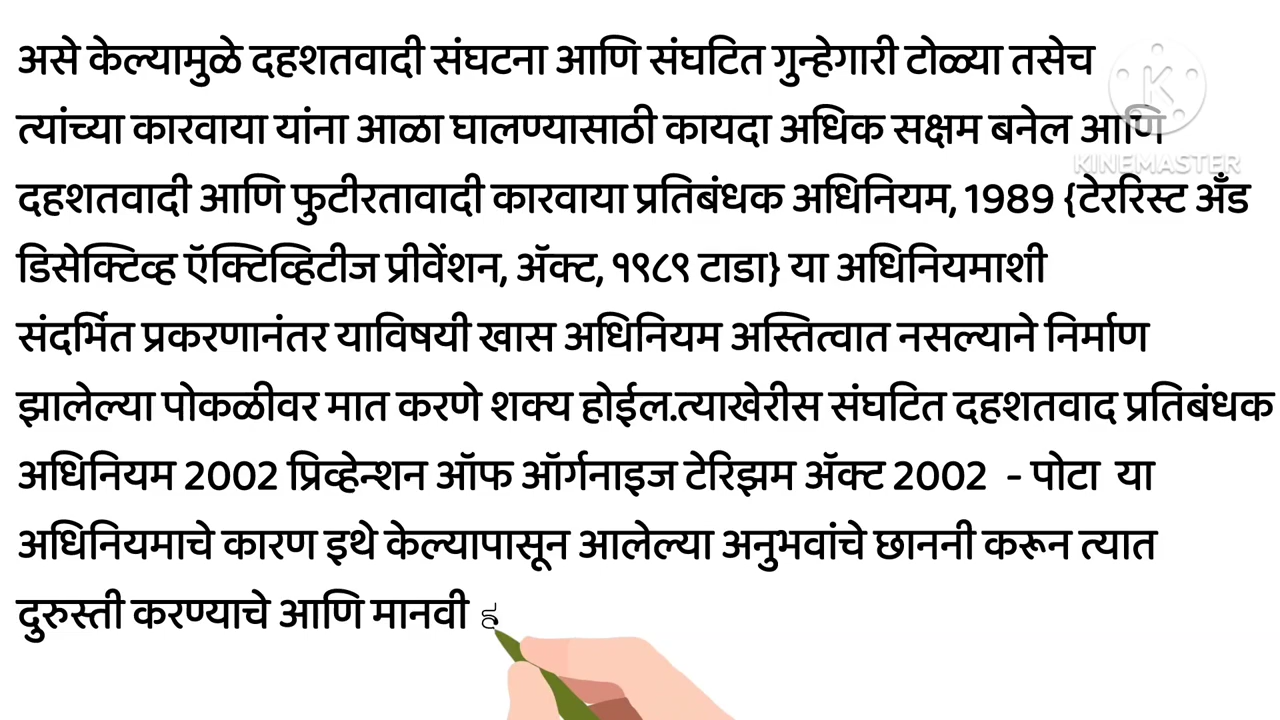 असे केल्यामुळे दहशतवादी संघटना आणि संघटित गुन्हेगारी टोळ्या तसेच
त्यांच्या कारवाया यांना आळा घालण्यासाठी कायदा अधिक सक्षम बनेल आणि
दहशतवादी आणि फुटीरतावादी कारवाया प्रतिबंधक अधिनियम, 1989 {टेररिस्ट अँड
डिसेक्टिव्ह ऍक्टिव्हिटीज प्रीवेंशन, ॲक्ट, १९८९ टाडा} या अधिनियमाशी
संदर्भित प्रकरणानंतर याविषयी खास अधिनियम अस्तित्वात नसल्याने निर्माण
झालेल्या पोकळीवर मात करणे शक्य होईल.त्याखेरीस संघटित दहशतवाद प्रतिबंधक
अधिनियम 2002 प्रिव्हेन्शन ऑफ ऑर्गनाइज टेरिझम ॲक्ट 2002 - पोटा या
अधिनियमाचे कारण इथे केल्यापासून आलेल्या अनुभवांचे छाननी करून त्यात
दुरुस्ती करण्याचे आणि मानवी
KINEMASTER